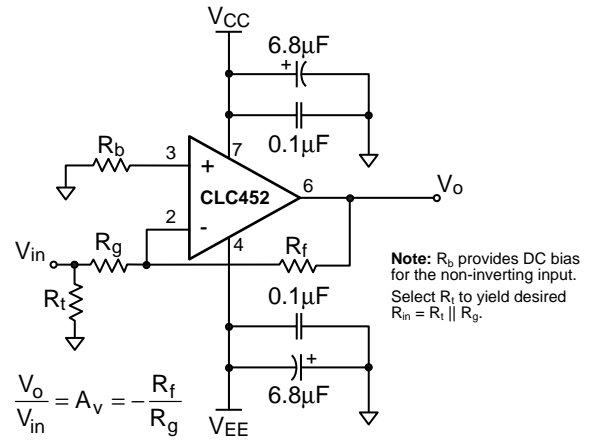 V_CC
6.8μF
+
0.1μF
R_b
3
7
+
CLC452
6
V_o
2
-
4
V_in
R_g
R_f
R_t
Note: R_b provides DC bias
for the non-inverting input.
Select R_t to yield desired
R_in = R_t || R_g.
0.1μF
+
6.8μF
V_EE
V_o / V_in = A_v = − R_f / R_g